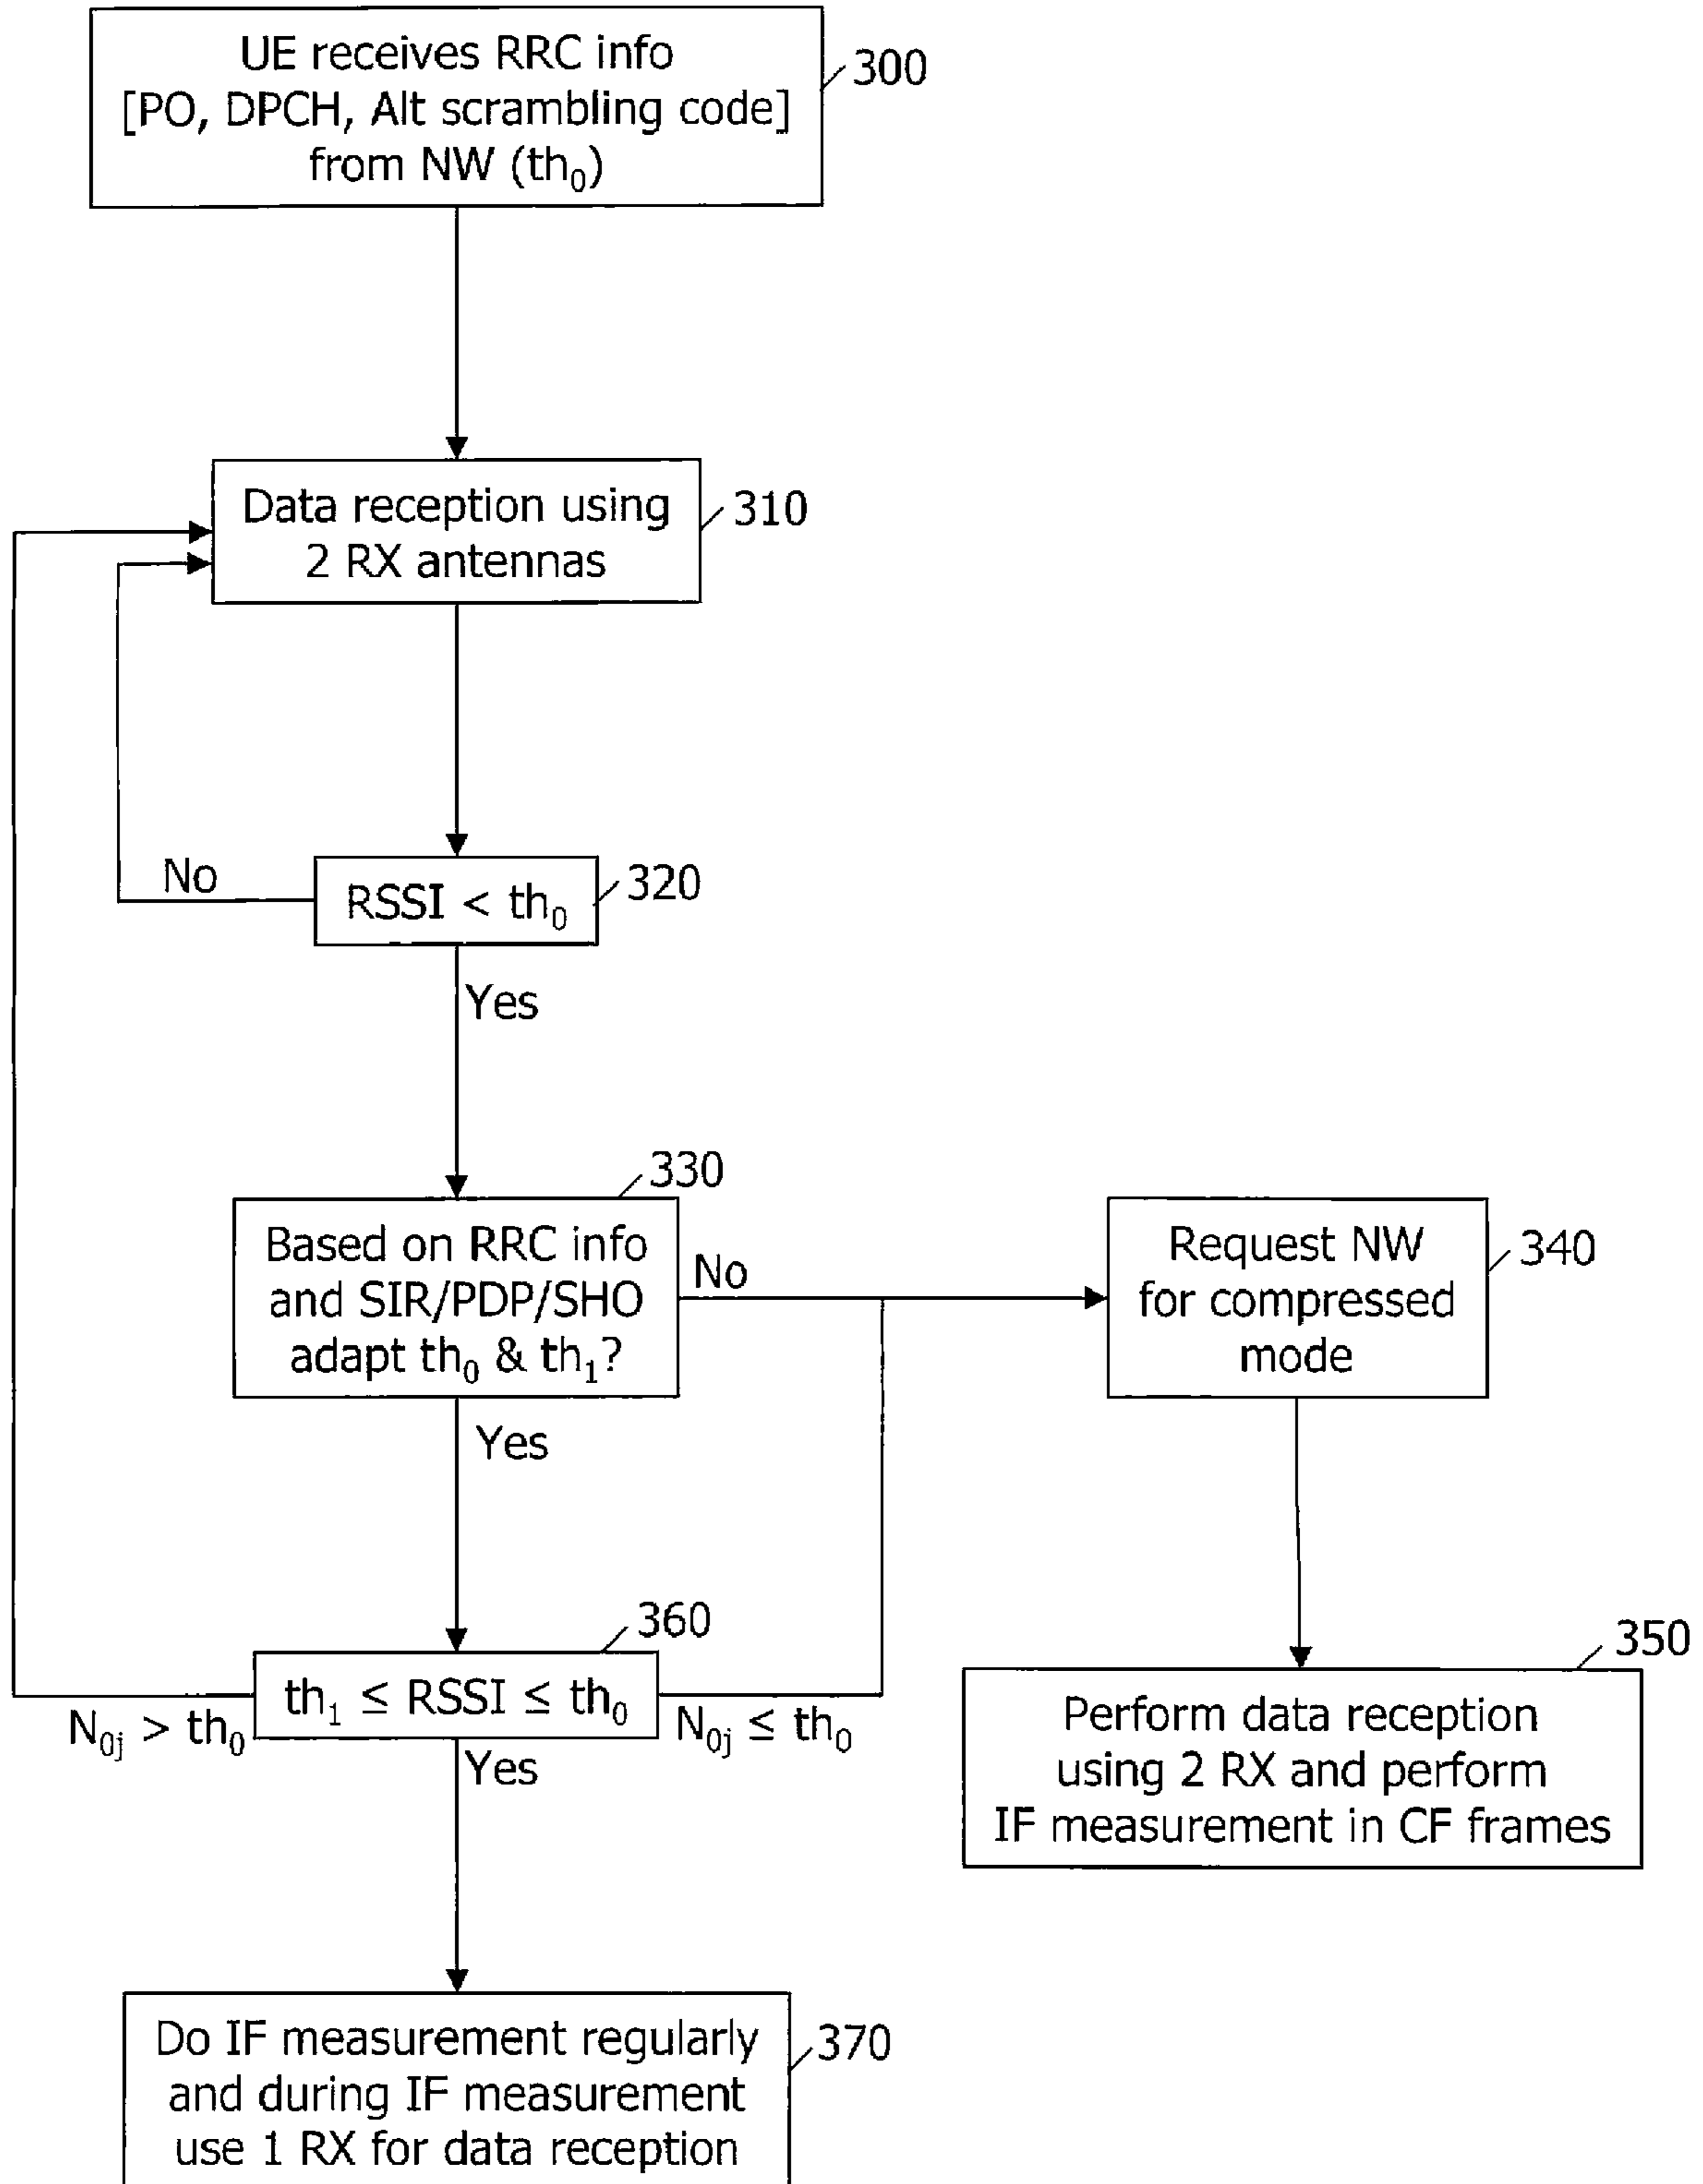 UE receives RRC info
[PO, DPCH, Alt scrambling code]
from NW (th₀)
300
Data reception using
2 RX antennas
310
No
RSSI < th₀
320
Yes
330
Based on RRC info
and SIR/PDP/SHO
adapt th₀ & th₁?
No
Request NW
for compressed
mode
340
Yes
360
th₁ ≤ RSSI ≤ th₀
N₀ⱼ > th₀
N₀ⱼ ≤ th₀
Yes
350
Perform data reception
using 2 RX and perform
IF measurement in CF frames
Do IF measurement regularly
and during IF measurement
use 1 RX for data reception
370